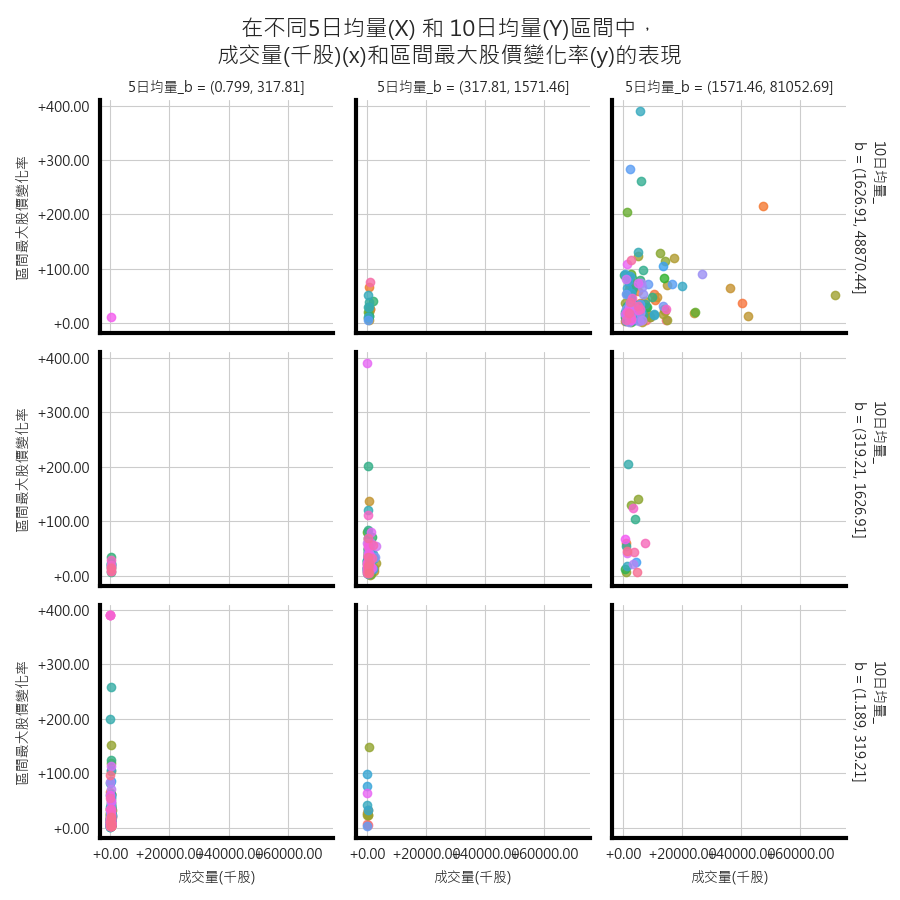 在不同5日均量(X) 和 10日均量(Y)區間中，
成交量(千股)(x)和區間最大股價變化率(y)的表現
5日均量_b = (0.799, 317.81]
5日均量_b = (317.81, 1571.46]
5日均量_b = (1571.46, 81052.69]
+400.00
+300.00
+200.00
+100.00
+0.00
區間最大股價變化率
10日均量_
b = (1626.91, 48870.44]
+400.00
+300.00
+200.00
+100.00
+0.00
區間最大股價變化率
10日均量_
b = (319.21, 1626.91]
+400.00
+300.00
+200.00
+100.00
+0.00
區間最大股價變化率
10日均量_
b = (1.189, 319.21]
+0.00 +20000.00 +40000.00 +60000.00
+0.00 +20000.00 +40000.00 +60000.00
+0.00 +20000.00 +40000.00 +60000.00
成交量(千股)
成交量(千股)
成交量(千股)